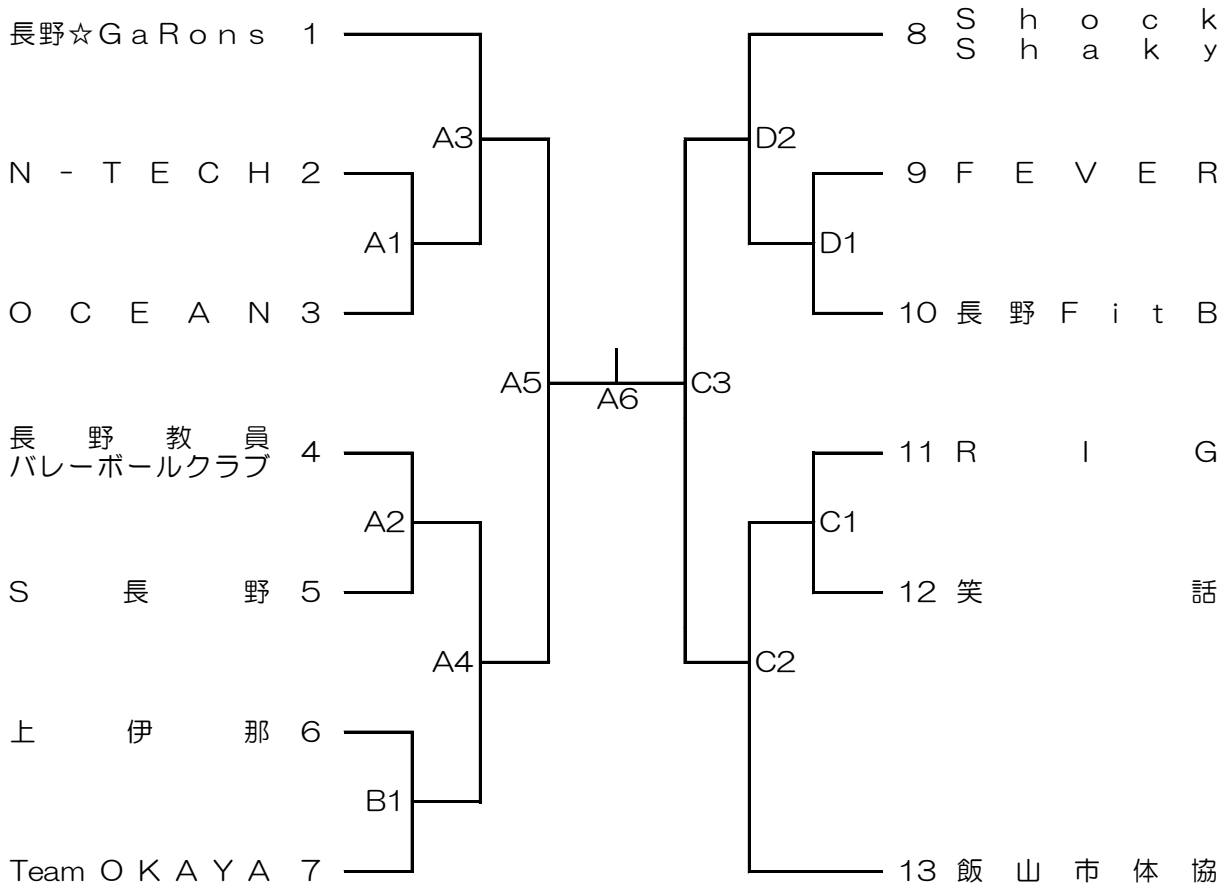 長野☆GaRons 1
N-TECH 2
OCEAN 3
長野教員
バレーボールクラブ 4
S長野 5
上伊那 6
Team OKAYA 7
A3
A1
A5
A2
A4
B1
A6
D2
D1
C3
C1
C2
8 Shock
Shaky
9 FEVER
10 長野FitB
11 RIG
12 笑話
13 飯山市体協